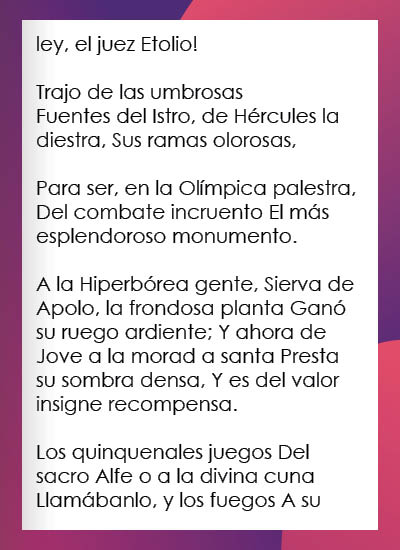 ley, el juez Etolio!
Trajo de las umbrosas
Fuentes del Istro, de Hércules la
diestra, Sus ramas olorosas,
Para ser, en la Olímpica palestra,
Del combate incruento El más
esplendoroso monumento.
A la Hiperbórea gente, Sierva de
Apolo, la frondosa planta Ganó
su ruego ardiente; Y ahora de
Jove a la morad a santa Presta
su sombra densa, Y es del valor
insigne recompensa.
Los quinquenales juegos Del
sacro Alfe o a la divina cuna
Llamábanlo, y los fuegos A su